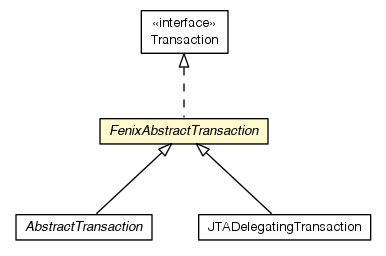 «interface»
Transaction
FenixAbstractTransaction
AbstractTransaction
JTADelegatingTransaction